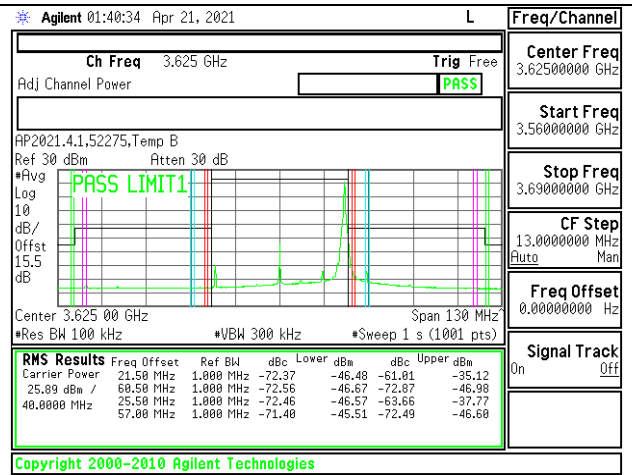 Agilent 01:40:34 Apr 21, 2021 L
Freq/Channel
Ch Freq 3.625 GHz Trig Free
Adj Channel Power PASS
AP2021.4.1,52275,Temp B
Ref 30 dBm Atten 30 dB
#Avg
Log
10
dB/
Offst
15.5
dB
PASS LIMIT1
Center 3.625 00 GHz Span 130 MHz^
#Res BW 100 kHz #VBW 300 kHz #Sweep 1 s (1001 pts)
RMS Results Freq Offset Ref BW dBc Lower dBm dBc Upper dBm
Carrier Power 21.50 MHz 1.000 MHz -72.37 -46.48 -61.01 -35.12
25.89 dBm / 60.50 MHz 1.000 MHz -72.56 -46.67 -72.87 -46.98
40.0000 MHz 25.50 MHz 1.000 MHz -72.46 -46.57 -63.66 -37.77
57.00 MHz 1.000 MHz -71.40 -45.51 -72.49 -46.60
Center Freq
3.62500000 GHz
Start Freq
3.56000000 GHz
Stop Freq
3.69000000 GHz
CF Step
13.0000000 MHz
Auto Man
Freq Offset
0.00000000 Hz
Signal Track
On Off
Copyright 2000-2010 Agilent Technologies